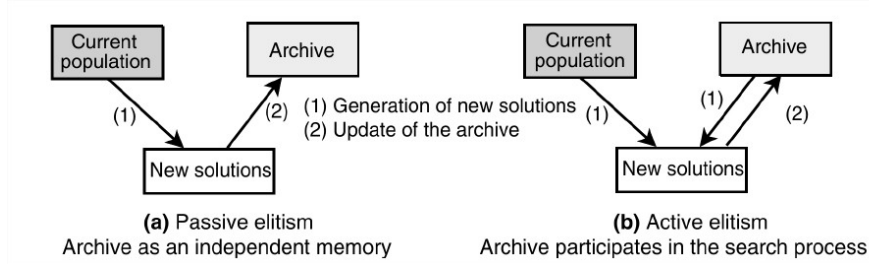 Current
population
Archive
(1)
(2)
New solutions
(1) Generation of new solutions
(2) Update of the archive
(a) Passive elitism
Archive as an independent memory
Current
population
Archive
(1)
(1)
(2)
New solutions
(b) Active elitism
Archive participates in the search process